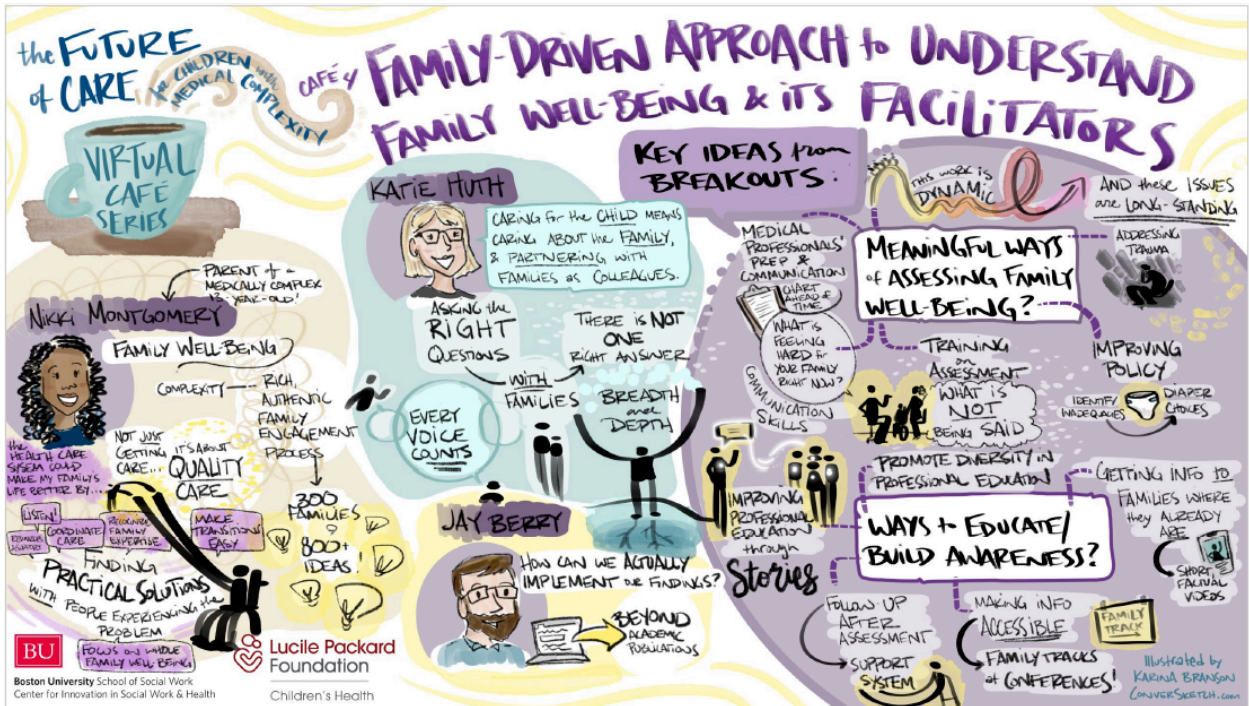 the FUTURE
of CARE
for CHILDREN with
MEDICAL COMPLEXITY
VIRTUAL
CAFÉ
SERIES
CAFÉ 4
FAMILY-DRIVEN APPROACH to UNDERSTAND
FAMILY WELL-BEING & iTS FACILITATORS
PARENT of a
MEDICALLY COMPLEX
13-YEAR-OLD!
NIKKI MONTGOMERY
FAMILY WELL-BEING
COMPLEXITY
RICH,
AUTHENTIC
FAMILY
ENGAGEMENT
PROCESS
300
FAMILIES
800+
IDEAS!
NOT JUST
GETTING
CARE...
IT'S ABOUT
QUALITY
CARE
the
HEALTH CARE
SYSTEM COULD
MAKE MY FAMILY'S
LIFE BETTER BY...
LISTEN!
COORDINATE
CARE
RECOGNIZE
FAMILY
EXPERTISE
MAKE
TRANSITIONS
EASY
FINDING
PRACTICAL SOLUTIONS
WITH PEOPLE EXPERIENCING the
PROBLEM
FOCUS on WHOLE
FAMILY WELL BEING
BU
Boston University School of Social Work
Center for Innovation in Social Work & Health
Lucile Packard
Foundation
Children's Health
KATIE HUTH
CARING for the CHILD MEANS
CARING ABOUT the FAMILY,
& PARTNERING WITH
FAMILIES as COLLEAGUES.
ASKING the
RIGHT
QUESTIONS
WITH
FAMILIES
THERE is NOT
ONE
RIGHT ANSWER
EVERY
VOICE
COUNTS
BREADTH
and
DEPTH
JAY BERRY
HOW CAN WE ACTUALLY
IMPLEMENT our FINDINGS?
BEYOND
ACADEMIC
PUBLICATIONS
KEY IDEAS from
BREAKOUTS:
THIS WORK IS
DYNAMIC
AND these ISSUES
are LONG-STANDING
MEANINGFUL WAYS
of ASSESSING FAMILY
WELL-BEING?
MEDICAL
PROFESSIONALS'
PREP &
COMMUNICATION
CHART
AHEAD of
TIME
WHAT IS
FEELING
HARD for
YOUR FAMILY
RIGHT NOW?
COMMUNICATION
SKILLS
TRAINING
on
ASSESSMENT
WHAT IS
NOT
BEING SAID
ADDRESSING
TRAUMA
IMPROVING
POLICY
IDENTIFY
INADEQUACIES
DIAPER
CHOICES
WAYS to EDUCATE/
BUILD AWARENESS?
PROMOTE DIVERSITY IN
PROFESSIONAL EDUCATION
IMPROVING
PROFESSIONAL
EDUCATION
through
Stories
FOLLOW-UP
AFTER
ASSESSMENT
SUPPORT
SYSTEM
MAKING INFO
ACCESSIBLE
FAMILY TRACKS
at CONFERENCES!
FAMILY
TRACK
GETTING INFO to
FAMILIES WHERE
they ALREADY
ARE
SHORT,
FACTUAL
VIDEOS
Illustrated by
KARINA BRANSON
CONVERSKETCH.com